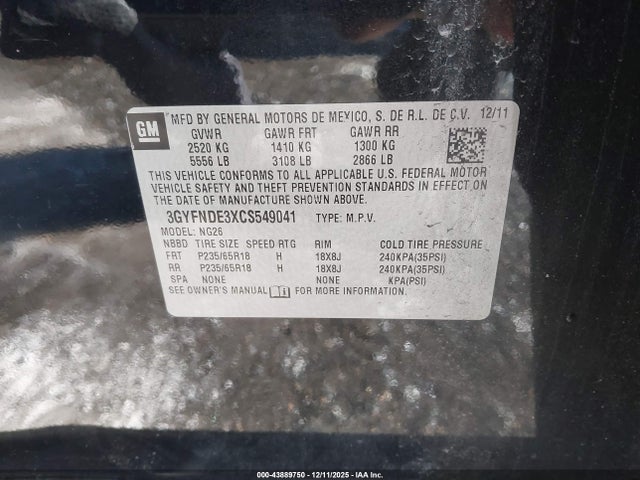 GM
MFD BY GENERAL MOTORS DE MEXICO, S. DE R.L. DE C.V. 12/11
GVWR GAWR FRT GAWR RR
2520 KG 1410 KG 1300 KG
5556 LB 3108 LB 2866 LB
THIS VEHICLE CONFORMS TO ALL APPLICABLE U.S. FEDERAL MOTOR
VEHICLE SAFETY AND THEFT PREVENTION STANDARDS IN EFFECT ON
THE DATE OF MANUFACTURE SHOWN ABOVE.
3GYFNDE3XCS549041 TYPE: M.P.V.
MODEL: NG26
NBBD TIRE SIZE SPEED RTG RIM COLD TIRE PRESSURE
FRT P235/65R18 H 18X8J 240KPA(35PSI)
RR P235/65R18 H 18X8J 240KPA(35PSI)
SPA NONE NONE KPA(PSI)
SEE OWNER'S MANUAL FOR MORE INFORMATION.
000-43889750 - 12/11/2025 - IAA Inc.